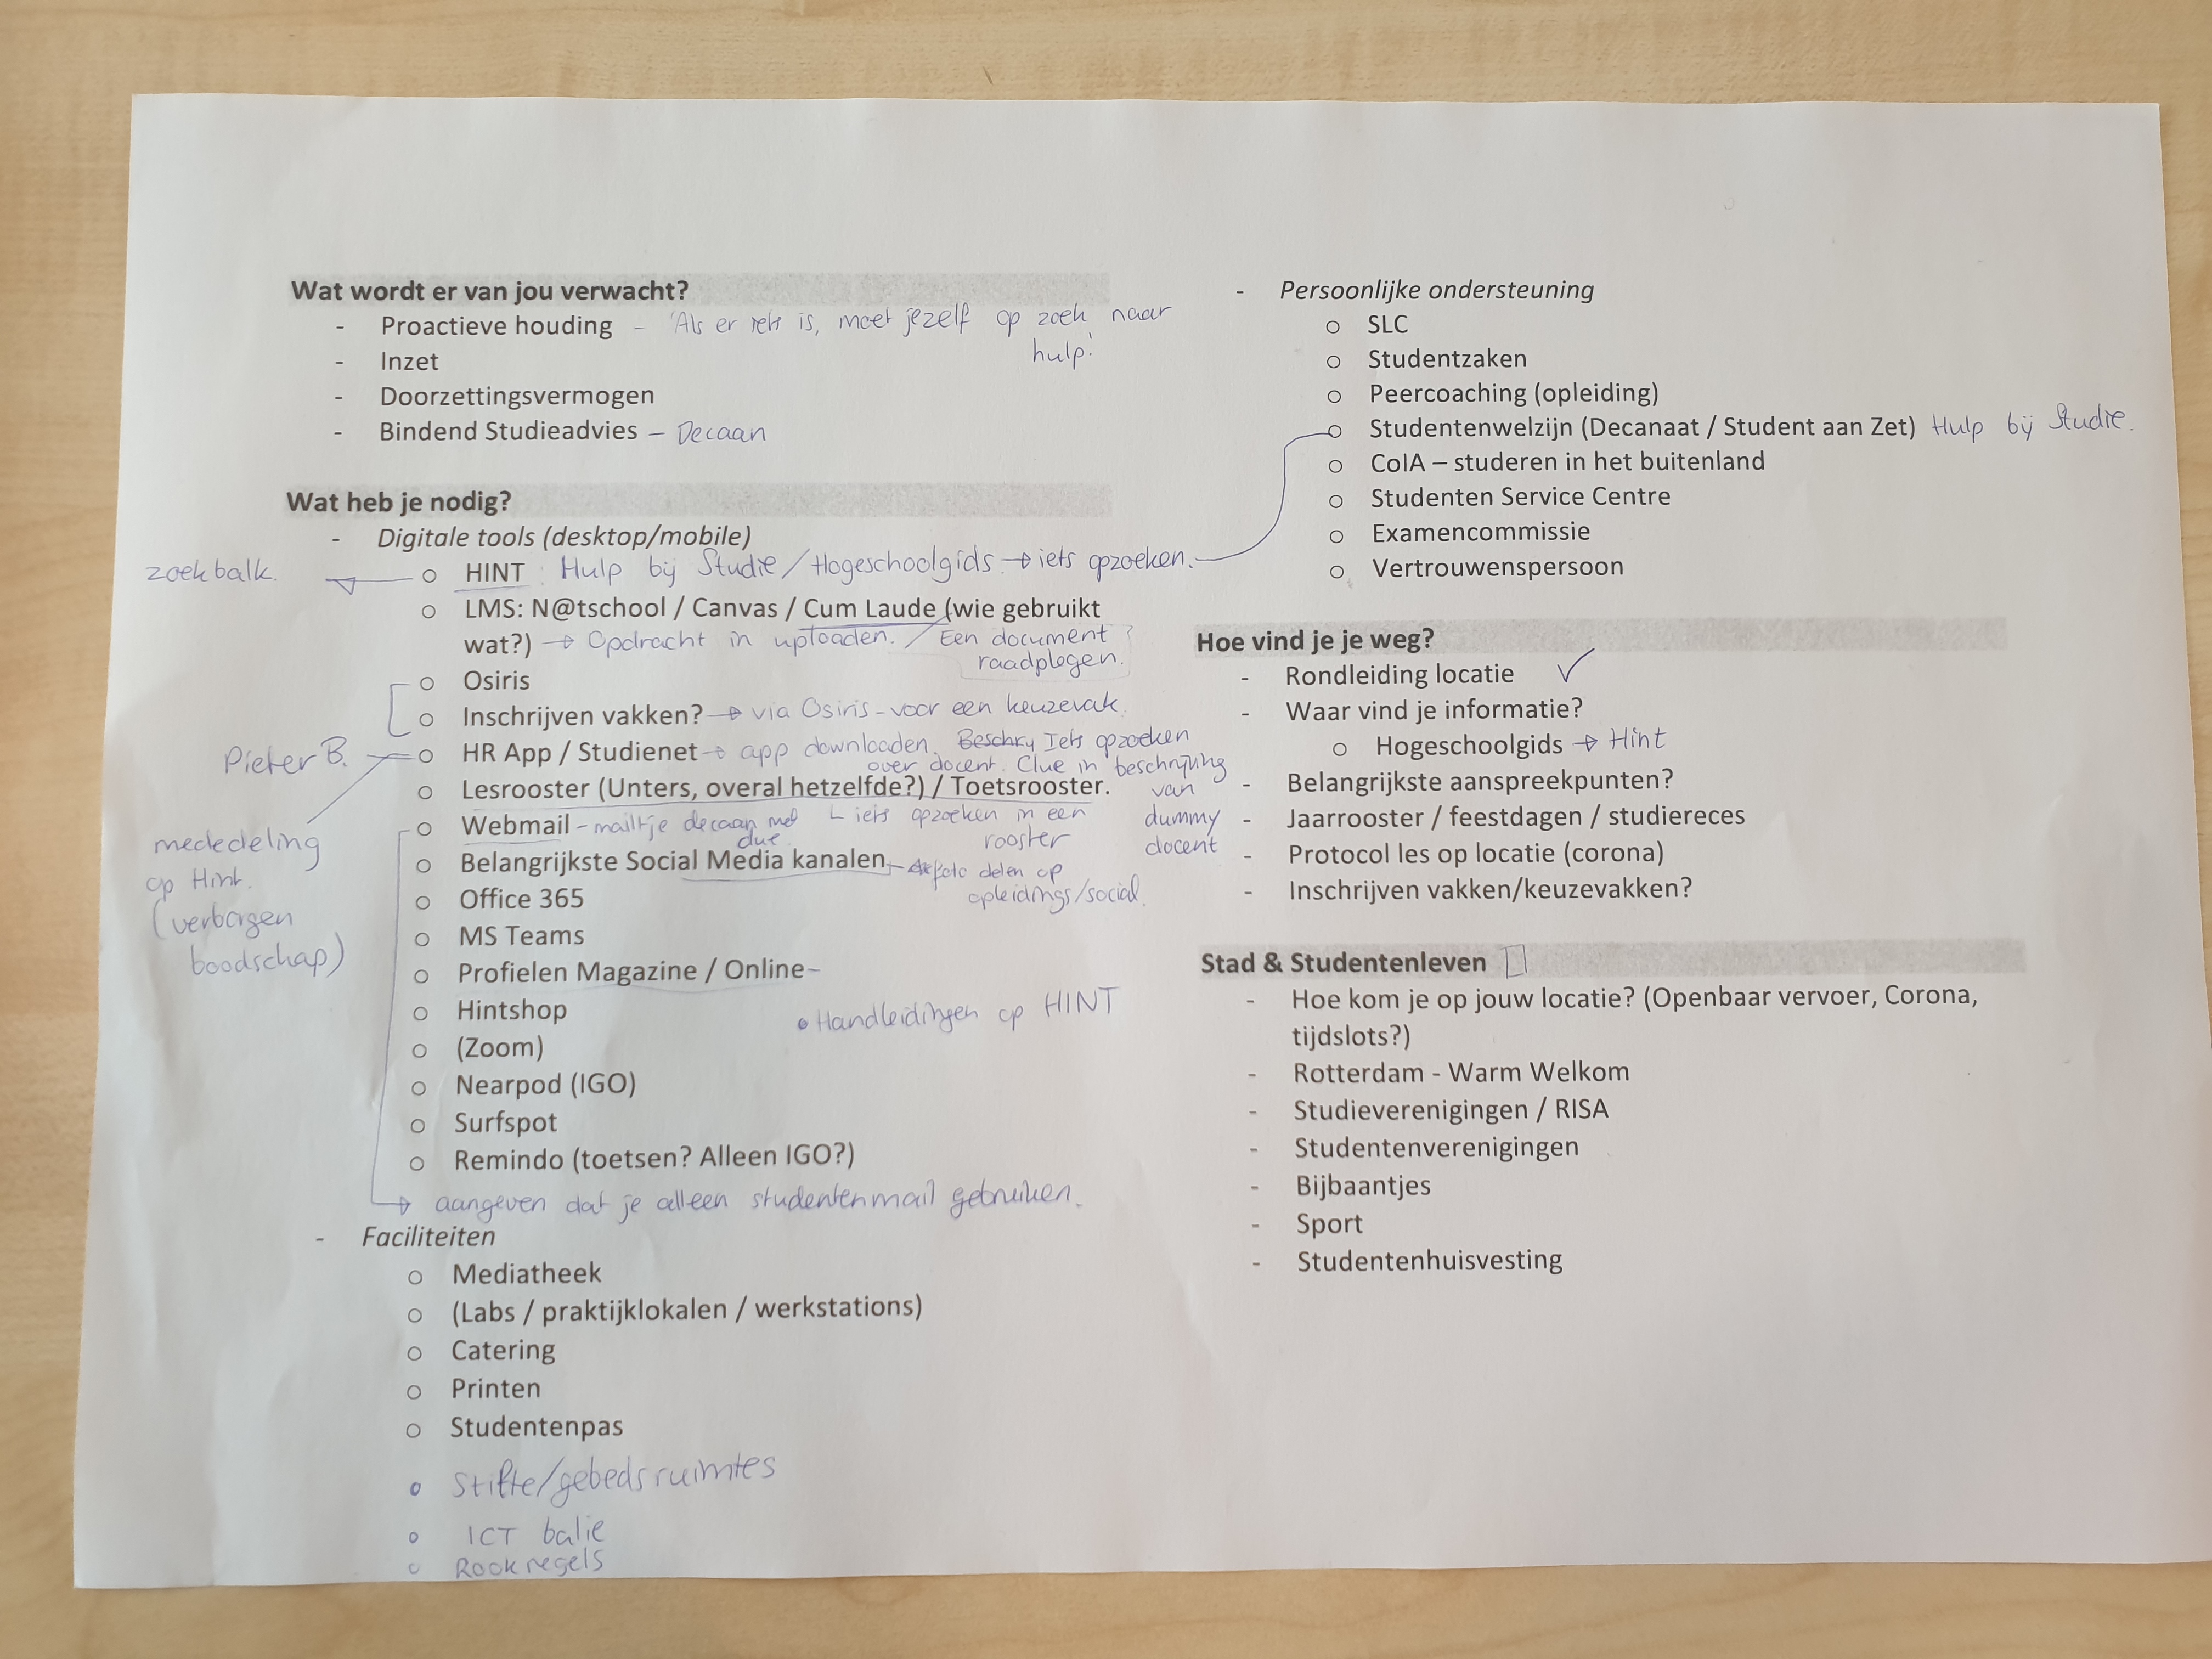 Wat wordt er van jou verwacht?
- Proactieve houding - 'Als er iets is, moet jezelf op zoek naar
hulp.'
- Inzet
- Doorzettingsvermogen
- Bindend Studieadvies - Decaan
Wat heb je nodig?
- Digitale tools (desktop/mobile)
zoekbalk.
○ HINT : Hulp bij Studie / Hogeschoolgids → iets opzoeken.
○ LMS: N@tschool / Canvas / Cum Laude (wie gebruikt
wat?) → Opdracht in uploaden. / Een document?
raadplegen.
○ Osiris
○ Inschrijven vakken? → via Osiris - voor een keuzevak
Pieter B.
○ HR App / Studienet → app downloaden. Beschry Iets opzoeken
over docent. Clue in beschrijving
van
dummy
docent
mededeling
op Hint.
(verborgen
boodschap)
○ Lesrooster (Unters, overal hetzelfde?) / Toetsrooster.
○ Webmail - mailtje decaan met clue. - iets opzoeken in een
rooster
○ Belangrijkste Social Media kanalen → foto delen op
opleidings/social.
○ Office 365
○ MS Teams
○ Profielen Magazine / Online -
○ Hintshop
• Handleidingen op HINT
○ (Zoom)
○ Nearpod (IGO)
○ Surfspot
○ Remindo (toetsen? Alleen IGO?)
→ aangeven dat je alleen studentenmail gebruiken.
- Faciliteiten
○ Mediatheek
○ (Labs / praktijklokalen / werkstations)
○ Catering
○ Printen
○ Studentenpas
• Stilte/gebedsruimtes
• ICT balie
○ Rookregels
- Persoonlijke ondersteuning
○ SLC
○ Studentzaken
○ Peercoaching (opleiding)
○ Studentenwelzijn (Decanaat / Student aan Zet) Hulp bij Studie.
○ ColA – studeren in het buitenland
○ Studenten Service Centre
○ Examencommissie
○ Vertrouwenspersoon
Hoe vind je je weg?
- Rondleiding locatie ✓
- Waar vind je informatie?
○ Hogeschoolgids → Hint
- Belangrijkste aanspreekpunten?
- Jaarrooster / feestdagen / studiereces
- Protocol les op locatie (corona)
- Inschrijven vakken/keuzevakken?
Stad & Studentenleven
- Hoe kom je op jouw locatie? (Openbaar vervoer, Corona,
tijdslots?)
- Rotterdam - Warm Welkom
- Studieverenigingen / RISA
- Studentenverenigingen
- Bijbaantjes
- Sport
- Studentenhuisvesting